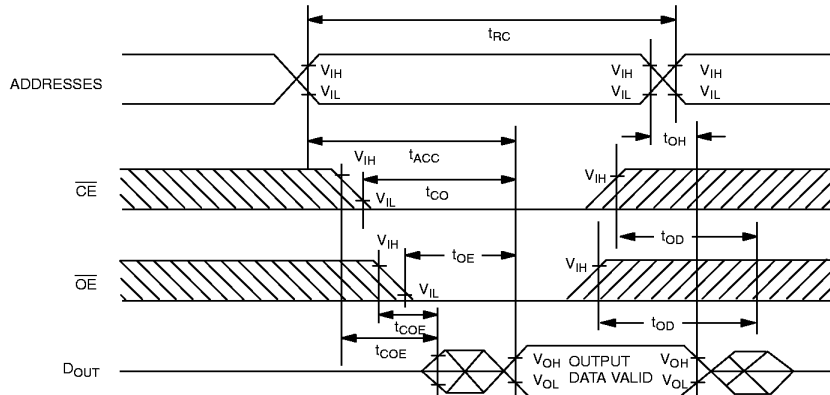 tRC
ADDRESSES
VIH
VIL
VIH
VIL
VIH
VIL
tOH
tACC
VIH
CE
tCO
VIL
VIH
tOD
VIH
OE
tOE
VIL
VIH
tOD
tCOE
tCOE
DOUT
VOH
VOL
OUTPUT
DATA VALID
VOH
VOL